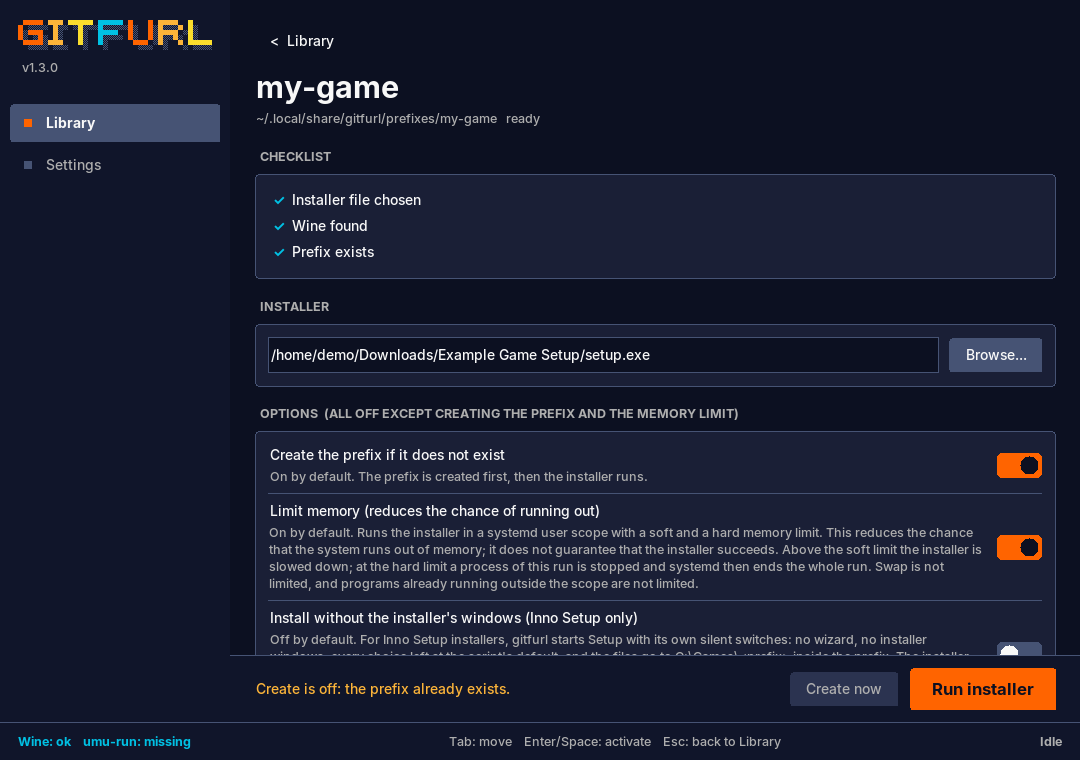 GITFURL
v1.3.0
Library
Settings
< Library
my-game
~/.local/share/gitfurl/prefixes/my-game ready
CHECKLIST
✓ Installer file chosen
✓ Wine found
✓ Prefix exists
INSTALLER
/home/demo/Downloads/Example Game Setup/setup.exe
Browse...
OPTIONS (ALL OFF EXCEPT CREATING THE PREFIX AND THE MEMORY LIMIT)
Create the prefix if it does not exist
On by default. The prefix is created first, then the installer runs.
Limit memory (reduces the chance of running out)
On by default. Runs the installer in a systemd user scope with a soft and a hard memory limit. This reduces the chance
that the system runs out of memory; it does not guarantee that the installer succeeds. Above the soft limit the installer is
slowed down; at the hard limit a process of this run is stopped and systemd then ends the whole run. Swap is not
limited, and programs already running outside the scope are not limited.
Install without the installer's windows (Inno Setup only)
Off by default. For Inno Setup installers, gitfurl starts Setup with its own silent switches: no wizard, no installer
Create is off: the prefix already exists.
Create now
Run installer
Wine: ok umu-run: missing
Tab: move Enter/Space: activate Esc: back to Library
Idle